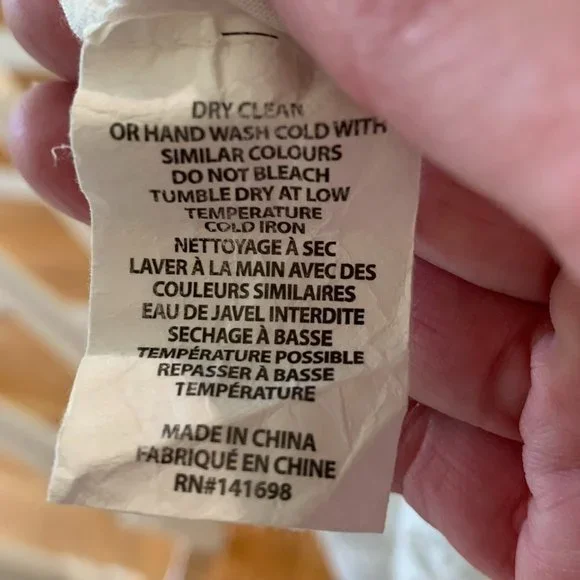 DRY CLEAN
OR HAND WASH COLD WITH
SIMILAR COLOURS
DO NOT BLEACH
TUMBLE DRY AT LOW
TEMPERATURE
COLD IRON
NETTOYAGE À SEC
LAVER À LA MAIN AVEC DES
COULEURS SIMILAIRES
EAU DE JAVEL INTERDITE
SECHAGE À BASSE
TEMPÉRATURE POSSIBLE
REPASSER À BASSE
TEMPÉRATURE
MADE IN CHINA
FABRIQUÉ EN CHINE
RN#141698